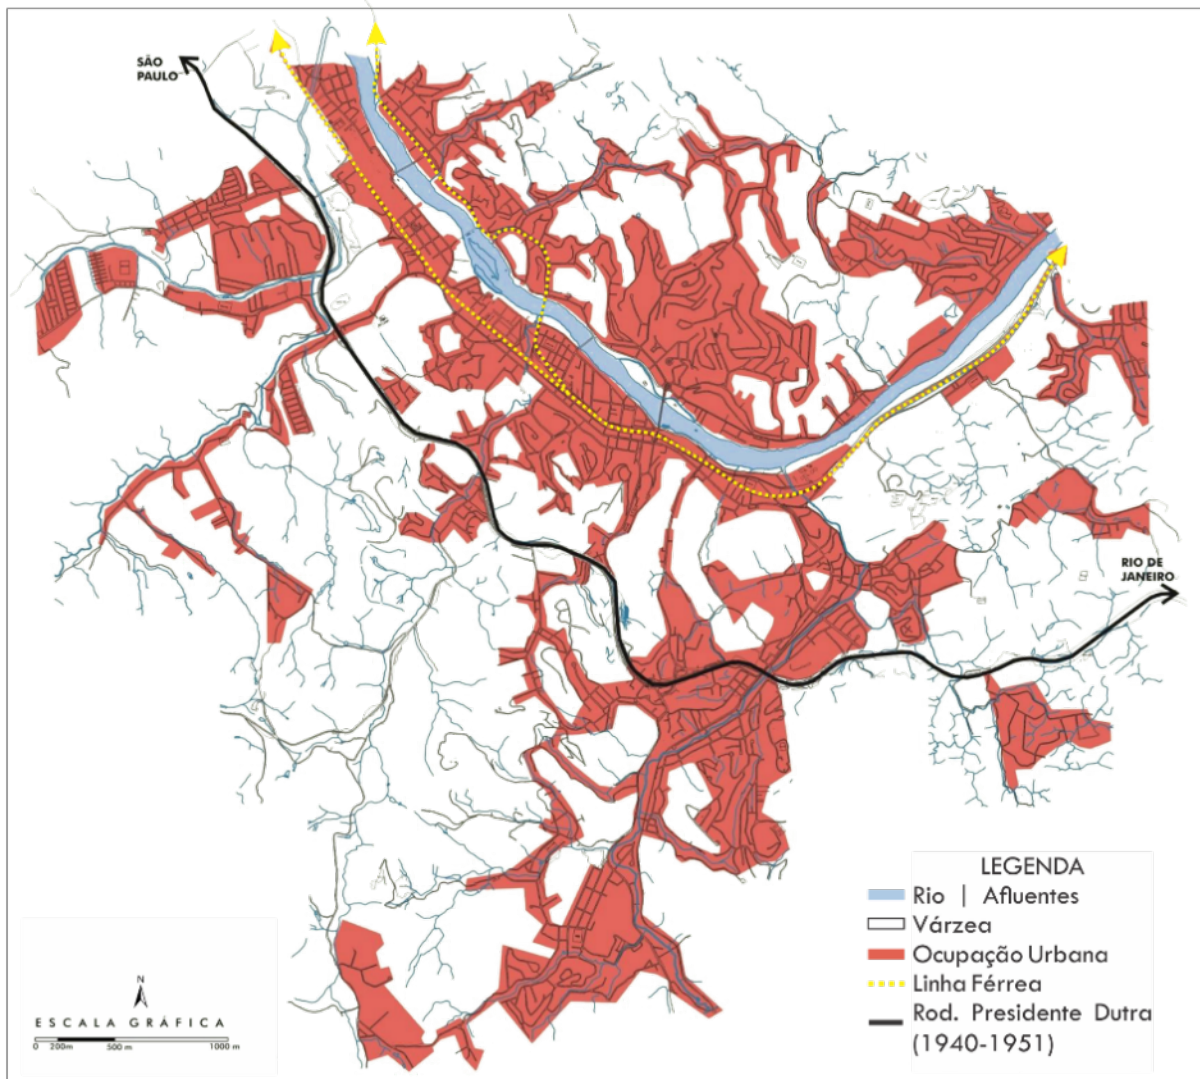 SÃO
PAULO
RIO DE
JANEIRO
LEGENDA
Rio | Afluentes
Várzea
Ocupação Urbana
Linha Férrea
Rod. Presidente Dutra
(1940-1951)
N
ESCALA GRÁFICA
0 200m 500 m 1000 m